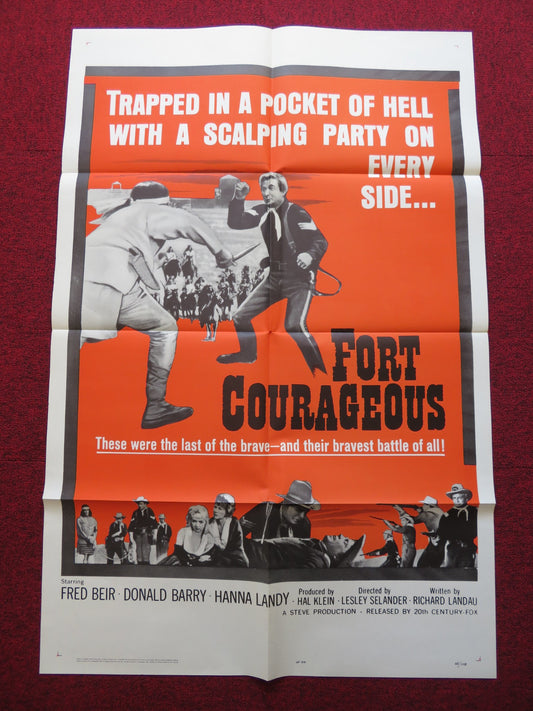 TRAPPED IN A POCKET OF HELL
WITH A SCALPING PARTY ON
EVERY
SIDE...
FORT
COURAGEOUS
These were the last of the brave—and their bravest battle of all!
Starring
FRED BEIR · DONALD BARRY · HANNA LANDY · Produced by HAL KLEIN · Directed by LESLEY SELANDER · Written by RICHARD LANDAU
A STEVE PRODUCTION · RELEASED BY 20th CENTURY-FOX